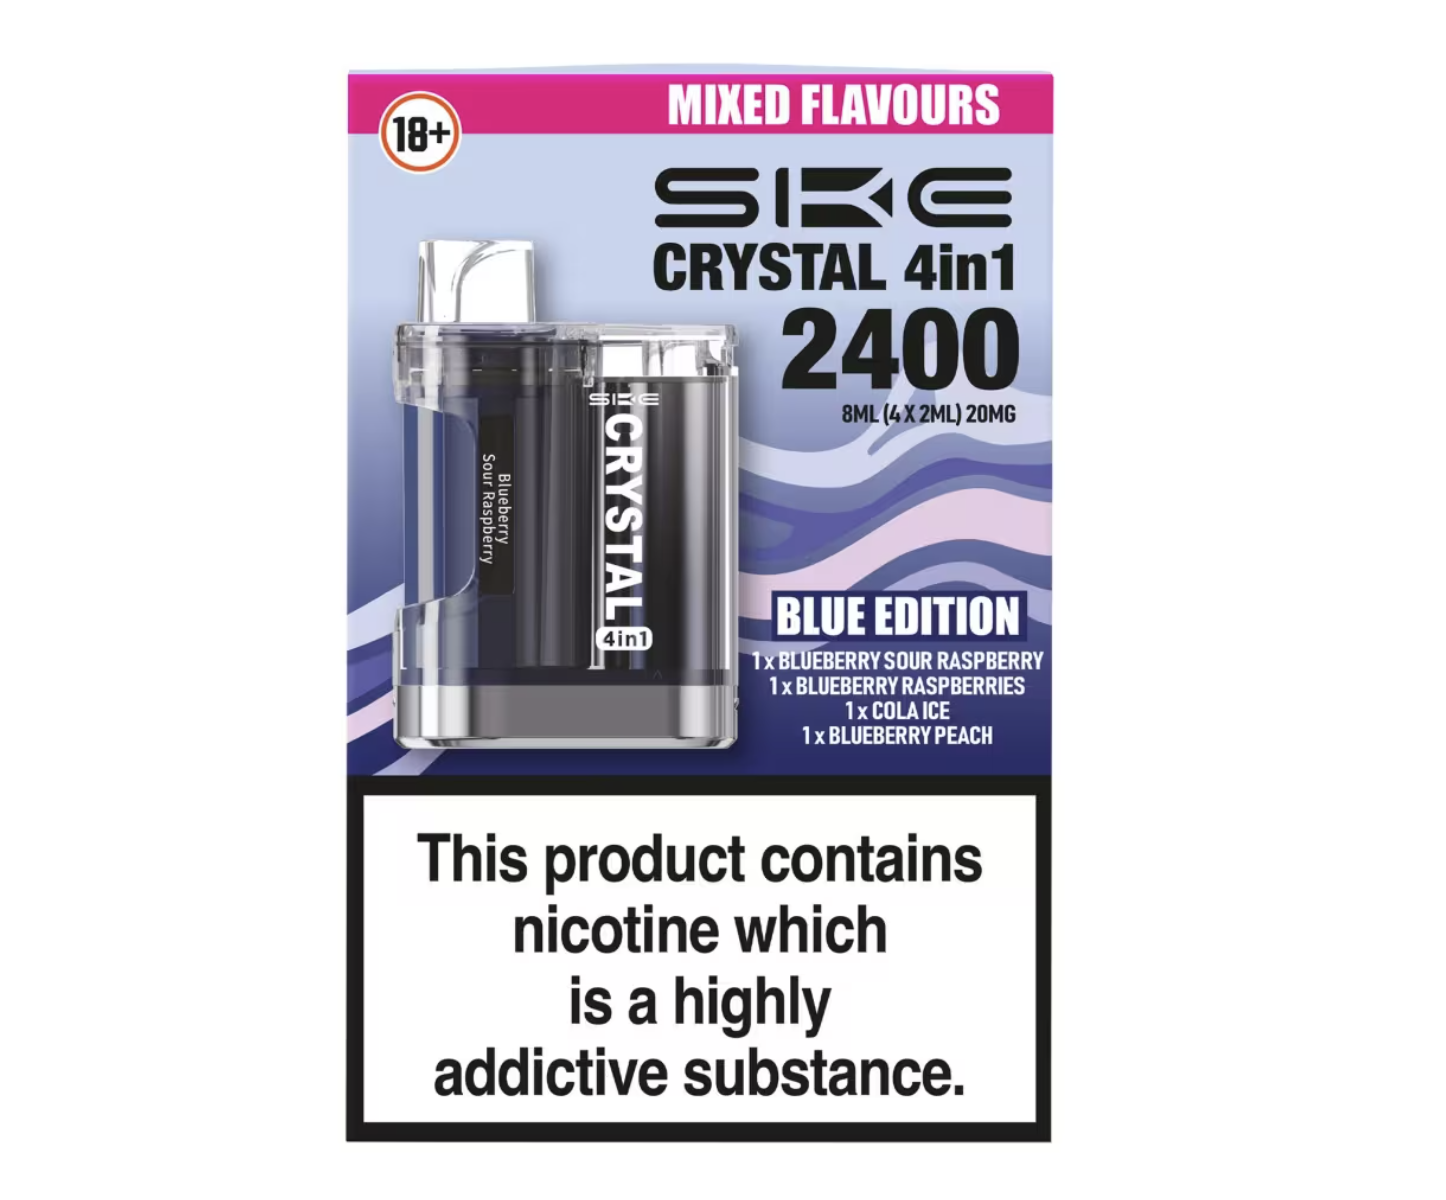 MIXED FLAVOURS
18+
SKE
CRYSTAL 4in1
2400
8ML (4 X 2ML) 20MG
SKE
CRYSTAL
4in1
Blueberry
Sour Raspberry
BLUE EDITION
1 x BLUEBERRY SOUR RASPBERRY
1 x BLUEBERRY RASPBERRIES
1 x COLA ICE
1 x BLUEBERRY PEACH
This product contains
nicotine which
is a highly
addictive substance.